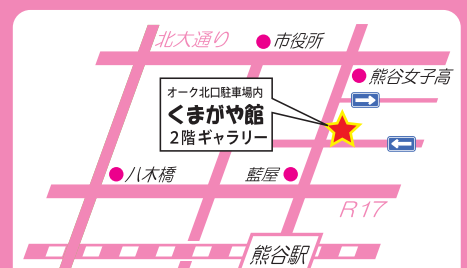 北大通り
市役所
熊谷女子高
オーク北口駐車場内
くまがや館
2階ギャラリー
八木橋
藍屋
R17
熊谷駅